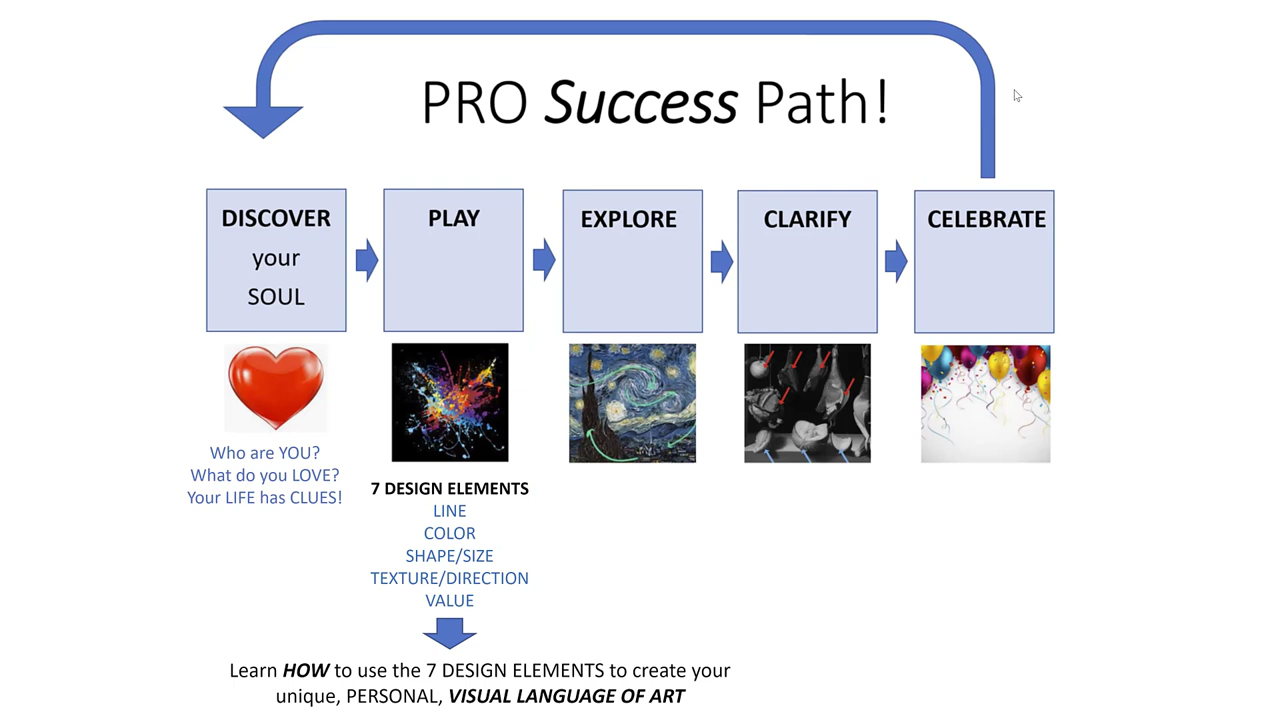 PRO Success Path!
DISCOVER
your
SOUL
PLAY
EXPLORE
CLARIFY
CELEBRATE
Who are YOU?
What do you LOVE?
Your LIFE has CLUES!
7 DESIGN ELEMENTS
LINE
COLOR
SHAPE/SIZE
TEXTURE/DIRECTION
VALUE
Learn HOW to use the 7 DESIGN ELEMENTS to create your
unique, PERSONAL, VISUAL LANGUAGE OF ART